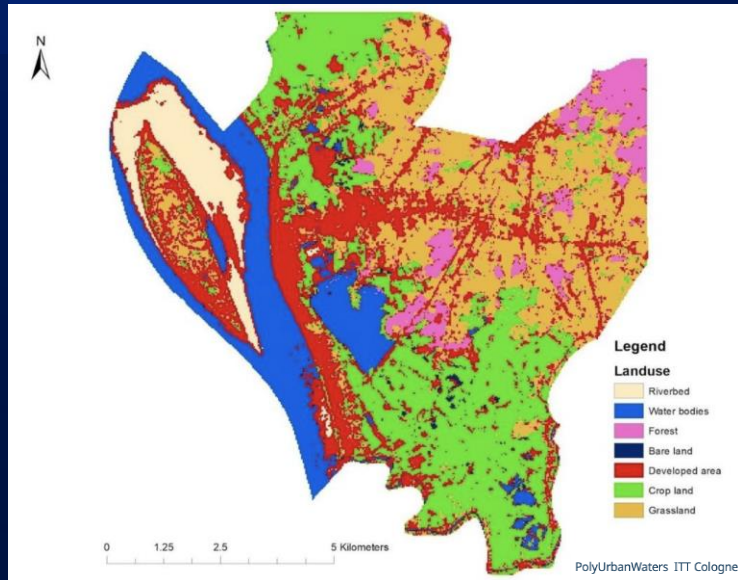 N
Legend
Landuse
Riverbed
Water bodies
Forest
Bare land
Developed area
Crop land
Grassland
0 1.25 2.5 5 Kilometers
PolyUrbanWaters ITT Cologne